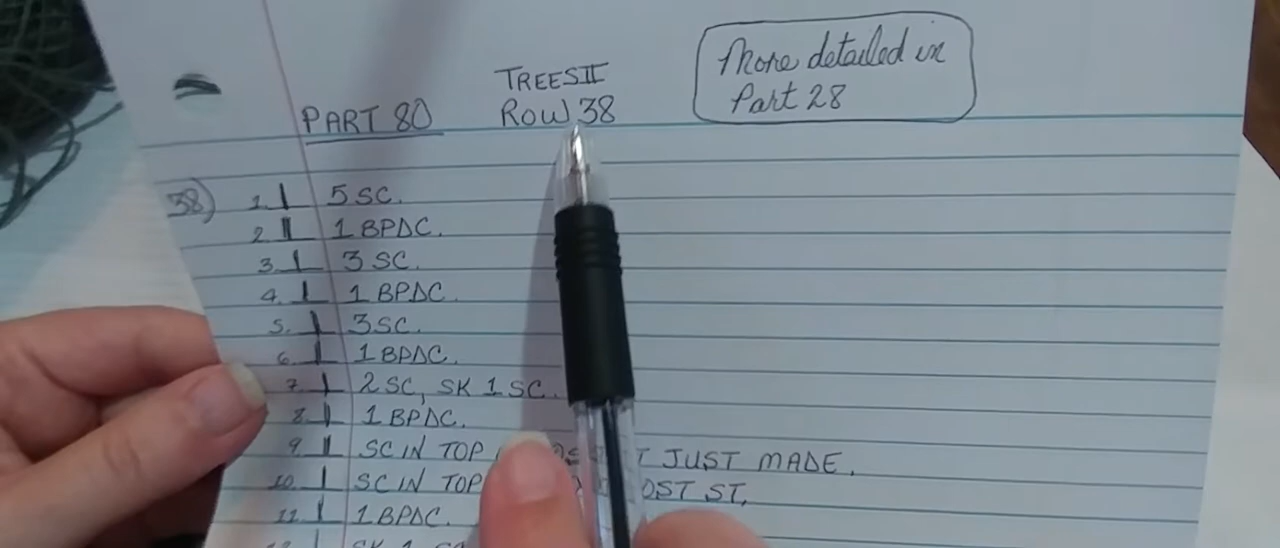 TREES II
PART 80 ROW 38
More detailed in
Part 28
38) 1. 5 SC.
2. 1 BPDC.
3. 3 SC.
4. 1 BPDC.
5. 3 SC.
6. 1 BPDC.
7. 2 SC, SK 1 SC.
8. 1 BPDC.
9. SC IN TOP JUST MADE.
10. SC IN TOP ST.
11. 1 BPDC.